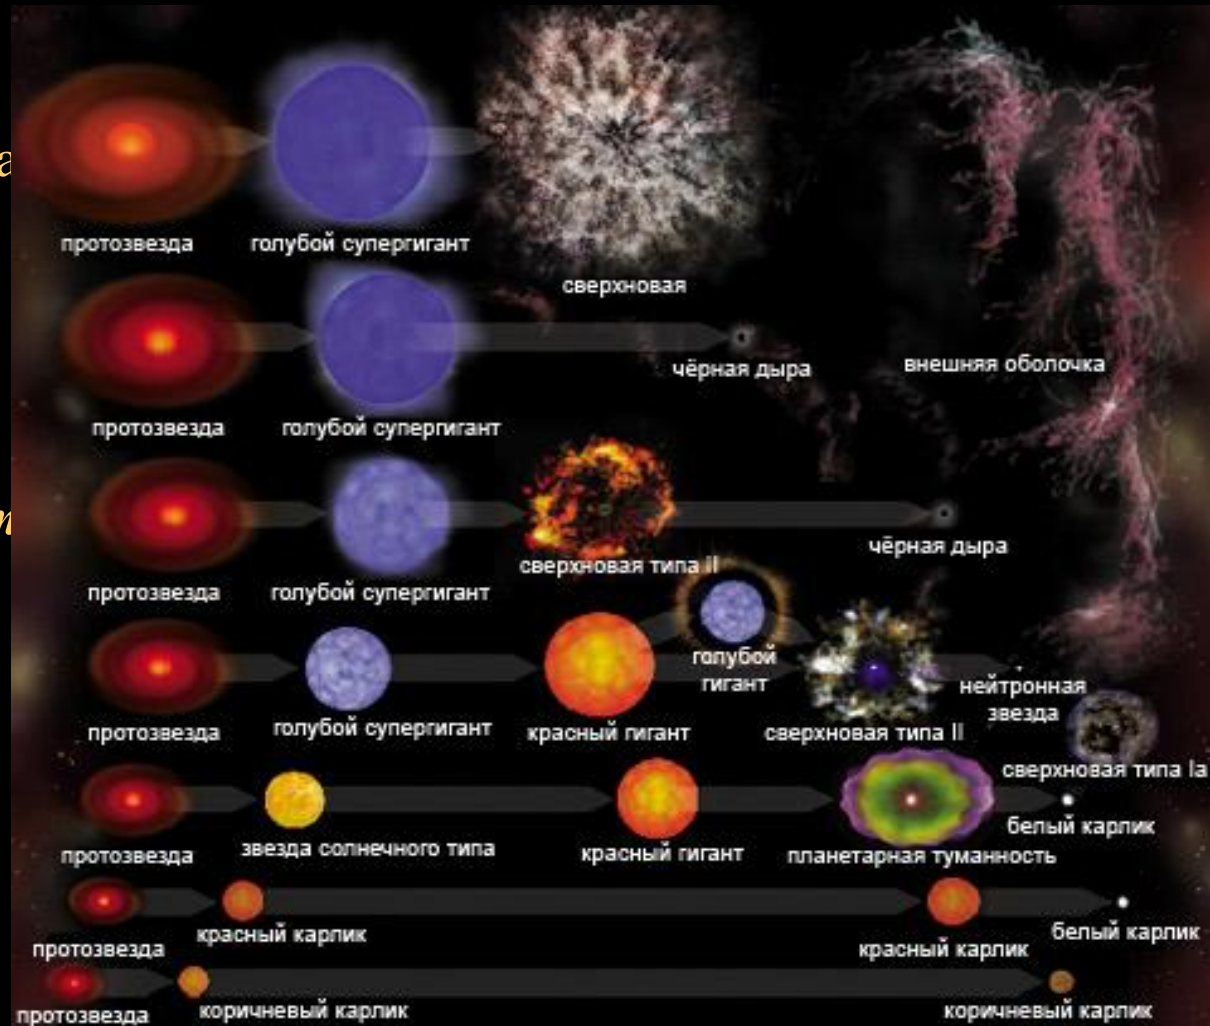 протозвезда
голубой супергигант
сверхновая
протозвезда
голубой супергигант
чёрная дыра
внешняя оболочка
протозвезда
голубой супергигант
сверхновая типа II
чёрная дыра
протозвезда
голубой супергигант
красный гигант
голубой
гигант
сверхновая типа II
нейтронная
звезда
сверхновая типа Ia
протозвезда
звезда солнечного типа
красный гигант
планетарная туманность
белый карлик
протозвезда
красный карлик
красный карлик
белый карлик
протозвезда
коричневый карлик
коричневый карлик